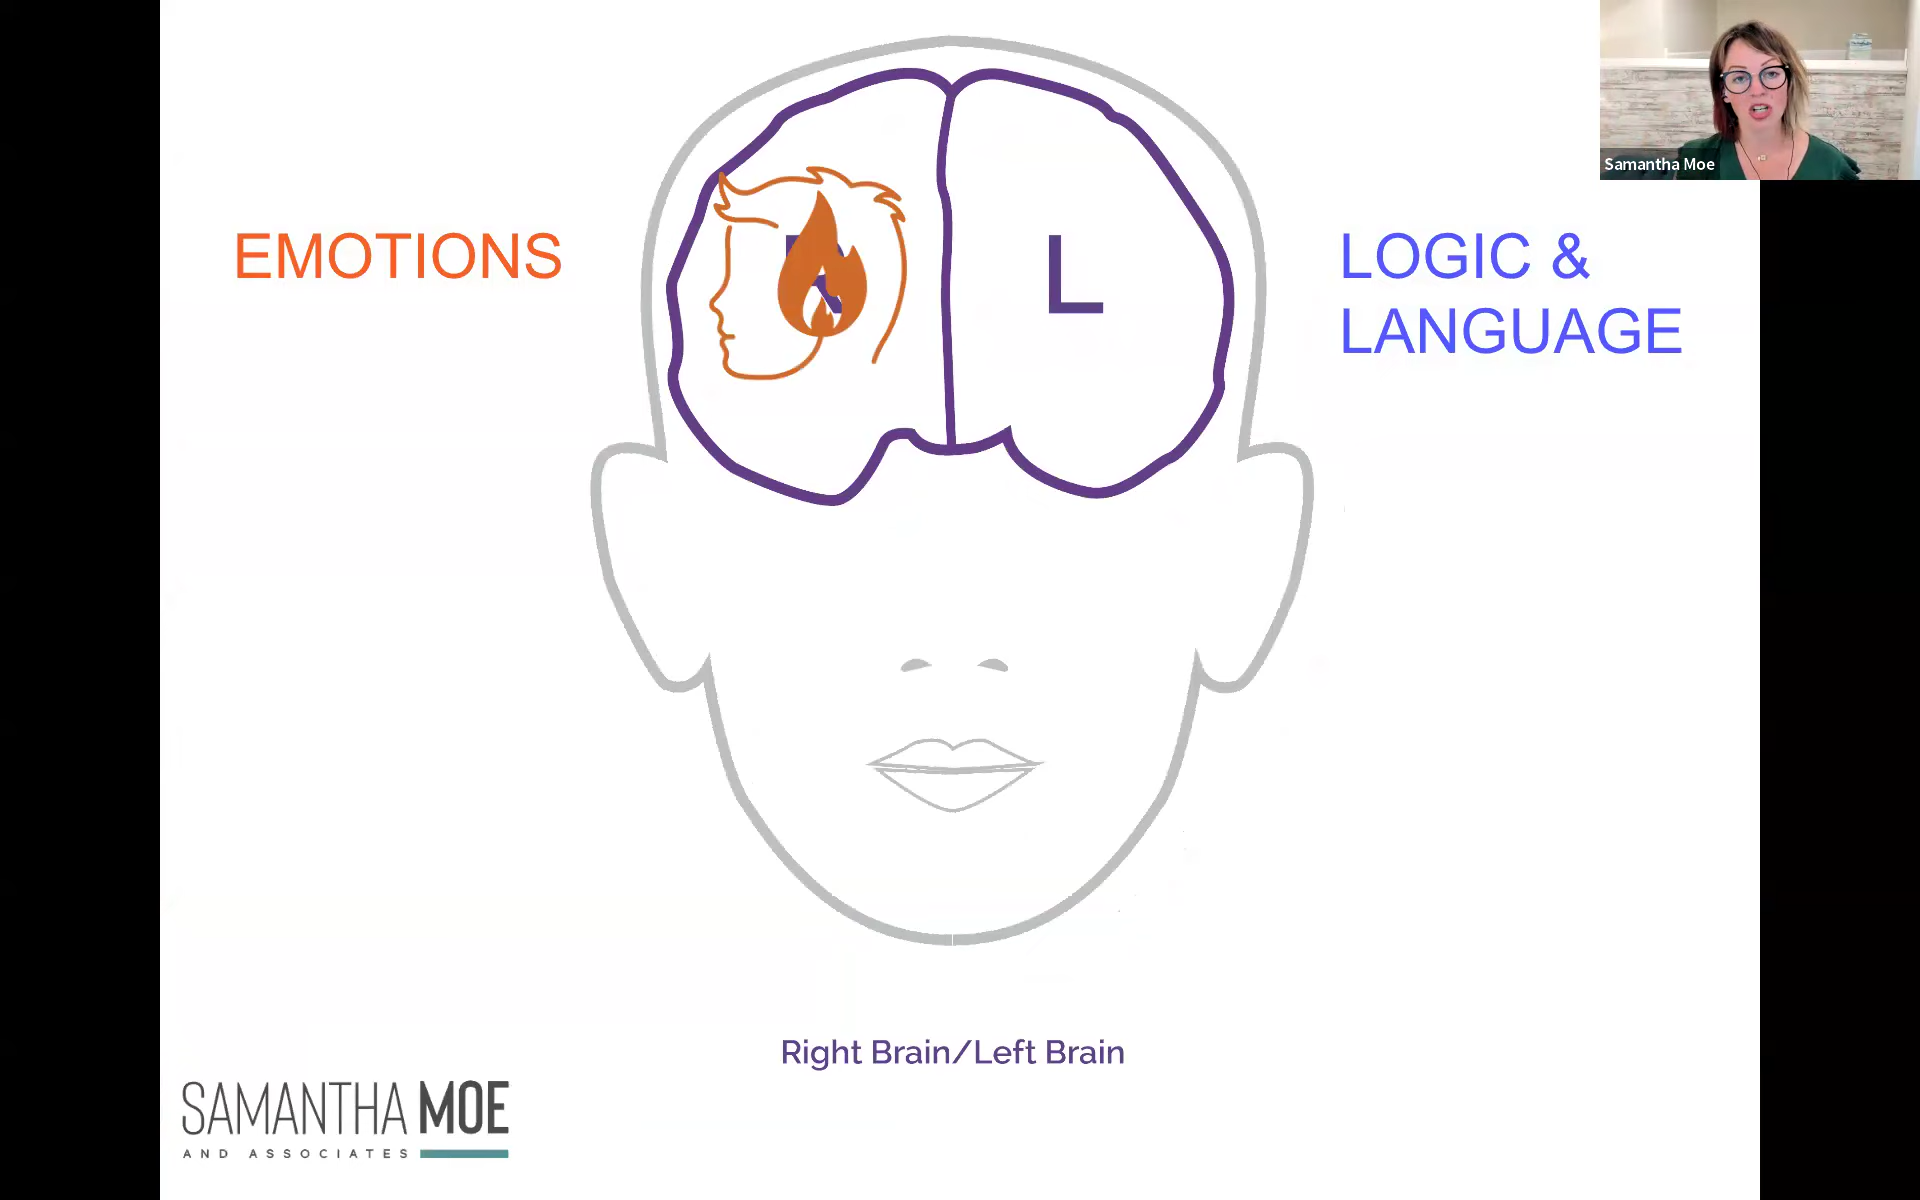 Samantha Moe
EMOTIONS
R
L
LOGIC &
LANGUAGE
Right Brain/Left Brain
SAMANTHA MOE
AND ASSOCIATES